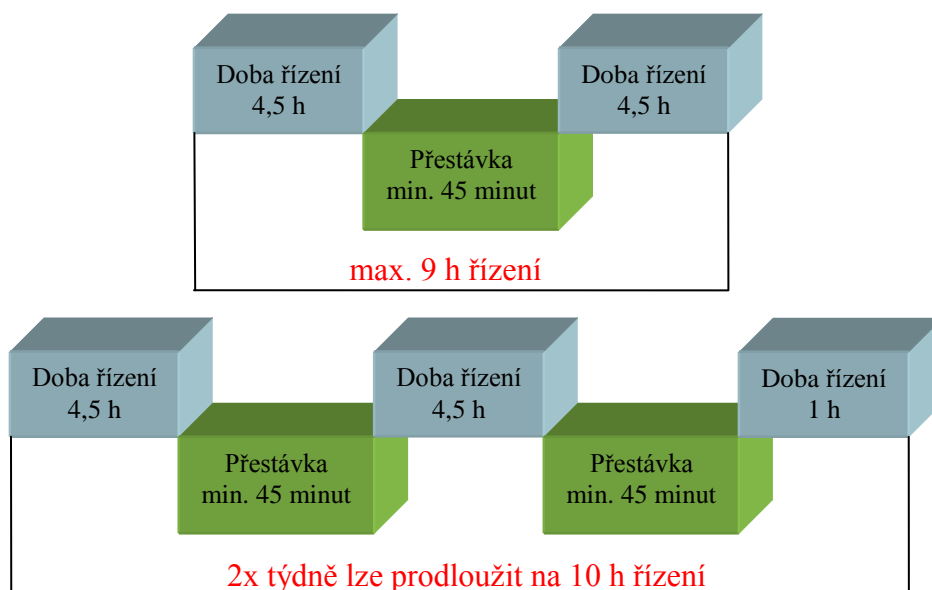 Doba řízení
4,5 h
Doba řízení
4,5 h
Přestávka
min. 45 minut
max. 9 h řízení
Doba řízení
4,5 h
Doba řízení
4,5 h
Doba řízení
1 h
Přestávka
min. 45 minut
Přestávka
min. 45 minut
2x týdně lze prodloužit na 10 h řízení